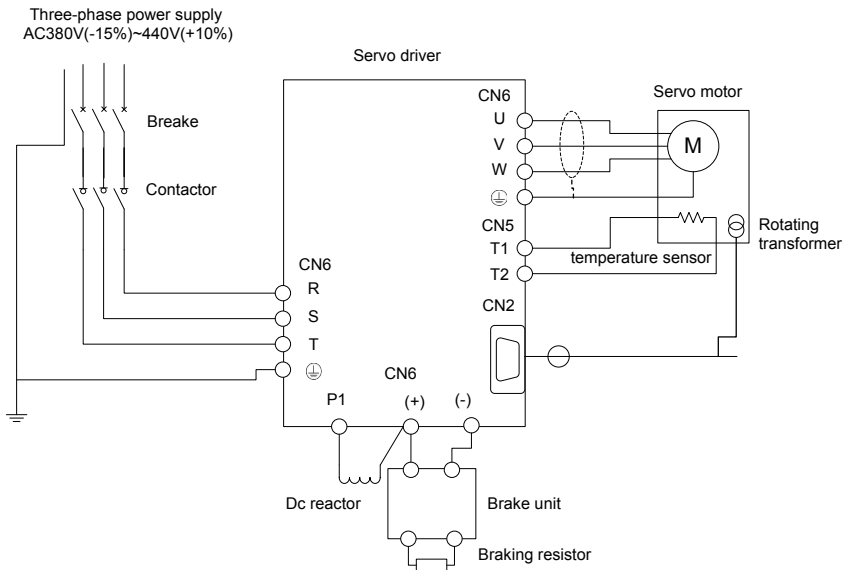 Three-phase power supply
AC380V(-15%)~440V(+10%)
Servo driver
Servo motor
Breake
Contactor
CN6
U
V
W
M
CN5
T1
T2
temperature sensor
Rotating
transformer
CN2
CN6
R
S
T
CN6
P1
(+)
(-)
Dc reactor
Brake unit
Braking resistor